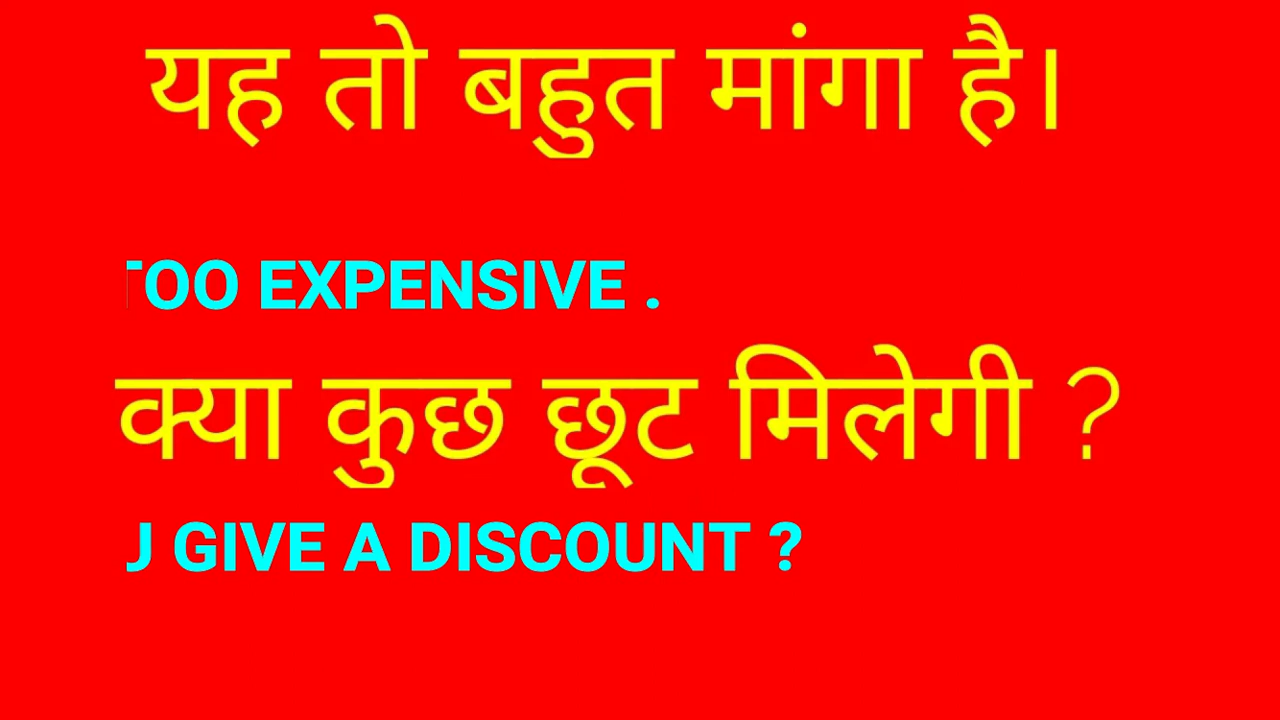 यह तो बहुत मांगा है।
TOO EXPENSIVE .
क्या कुछ छूट मिलेगी ?
GIVE A DISCOUNT ?